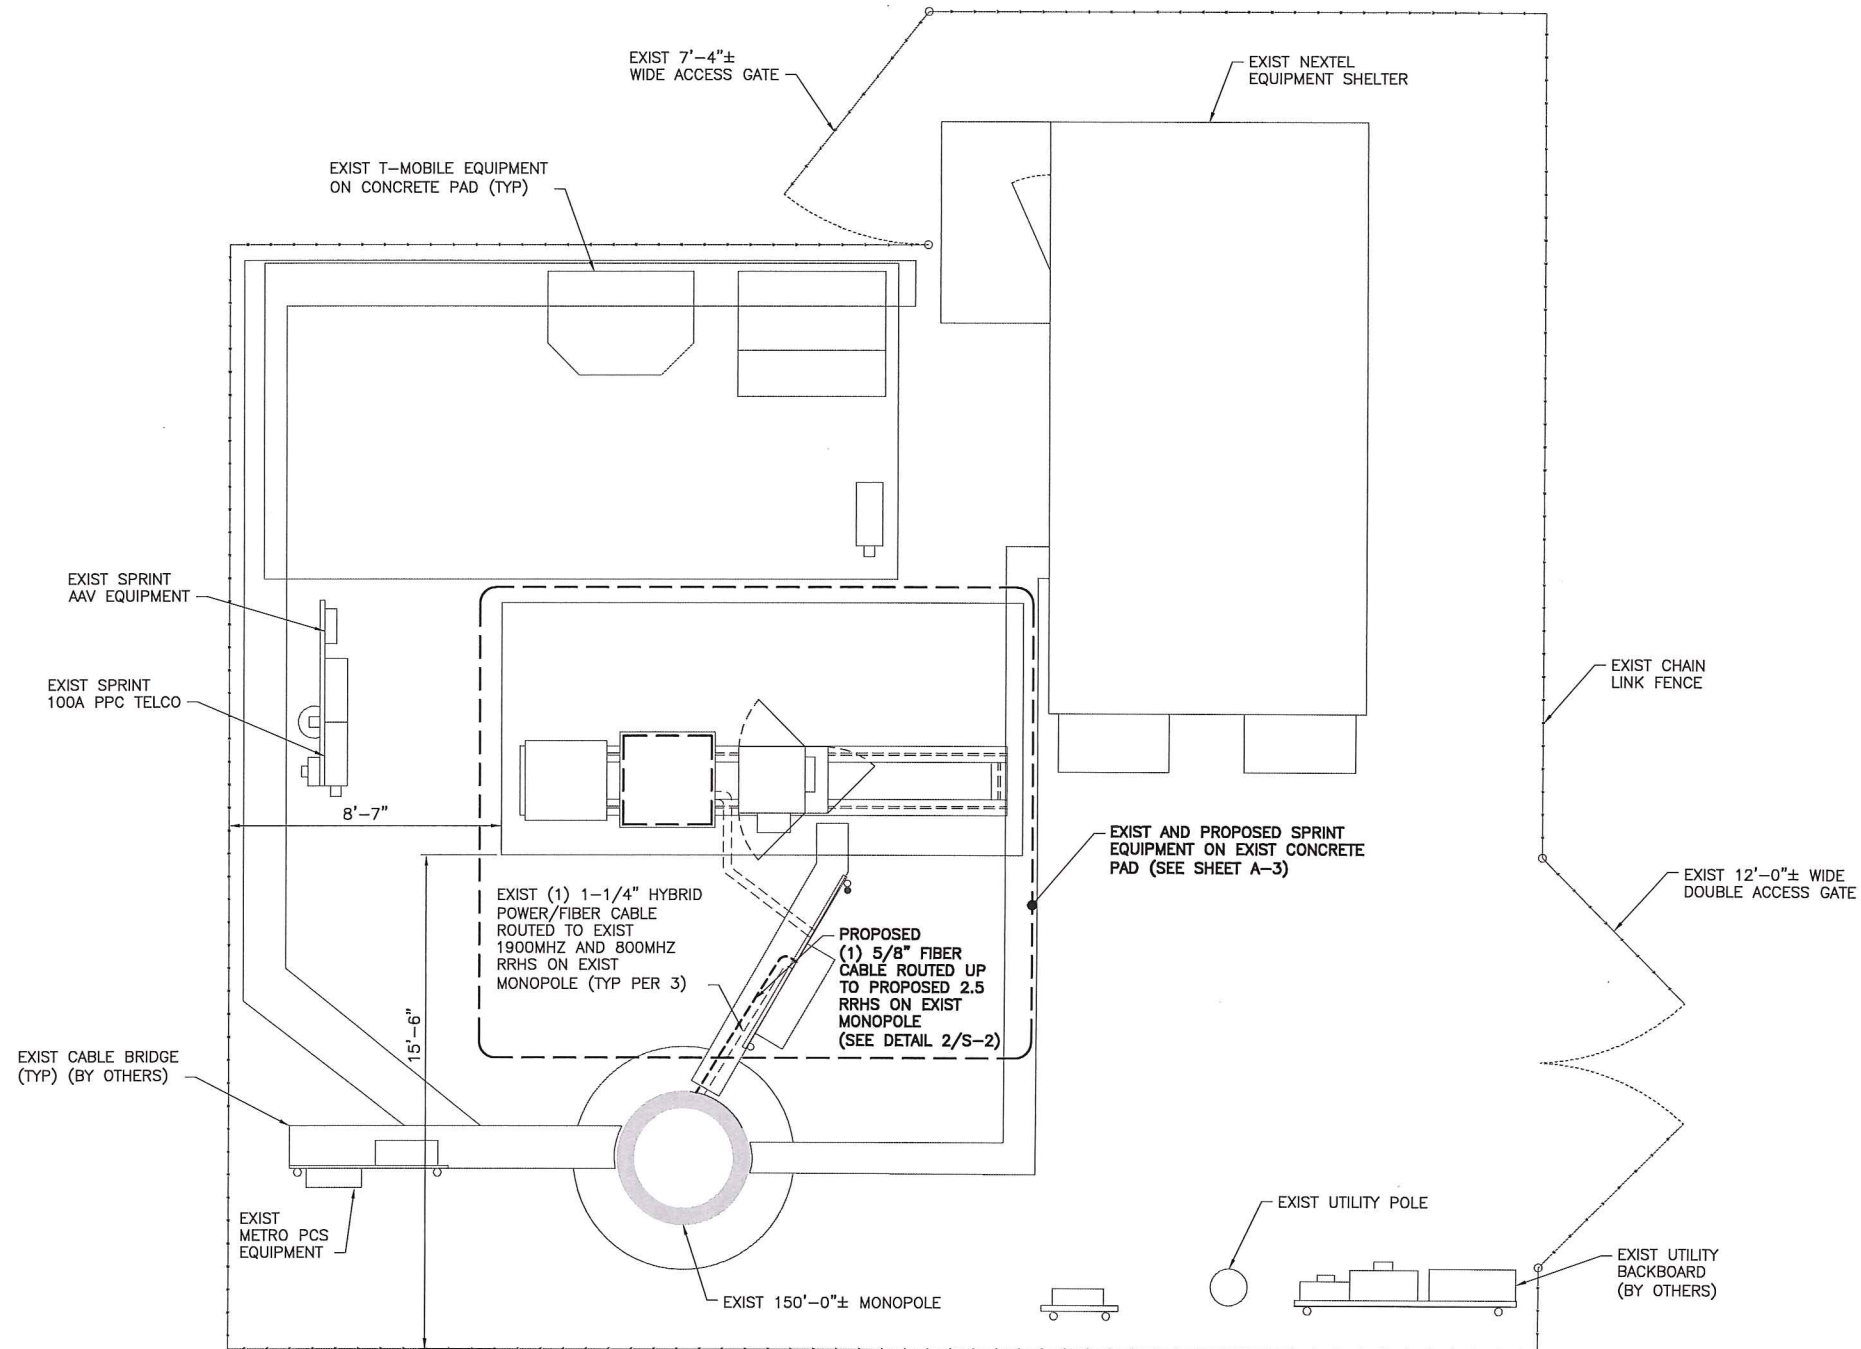 EXIST 7'-4"±
WIDE ACCESS GATE
EXIST NEXTEL
EQUIPMENT SHELTER
EXIST T-MOBILE EQUIPMENT
ON CONCRETE PAD (TYP)
EXIST SPRINT
AAV EQUIPMENT
EXIST SPRINT
100A PPC TELCO
EXIST CHAIN
LINK FENCE
8'-7"
EXIST AND PROPOSED SPRINT
EQUIPMENT ON EXIST CONCRETE
PAD (SEE SHEET A-3)
EXIST 12'-0"± WIDE
DOUBLE ACCESS GATE
EXIST (1) 1-1/4" HYBRID
POWER/FIBER CABLE
ROUTED TO EXIST
1900MHZ AND 800MHZ
RRHS ON EXIST
MONOPOLE (TYP PER 3)
PROPOSED
(1) 5/8" FIBER
CABLE ROUTED UP
TO PROPOSED 2.5
RRHS ON EXIST
MONOPOLE
(SEE DETAIL 2/S-2)
15'-6"
EXIST CABLE BRIDGE
(TYP) (BY OTHERS)
EXIST
METRO PCS
EQUIPMENT
EXIST UTILITY POLE
EXIST UTILITY
BACKBOARD
(BY OTHERS)
EXIST 150'-0"± MONOPOLE